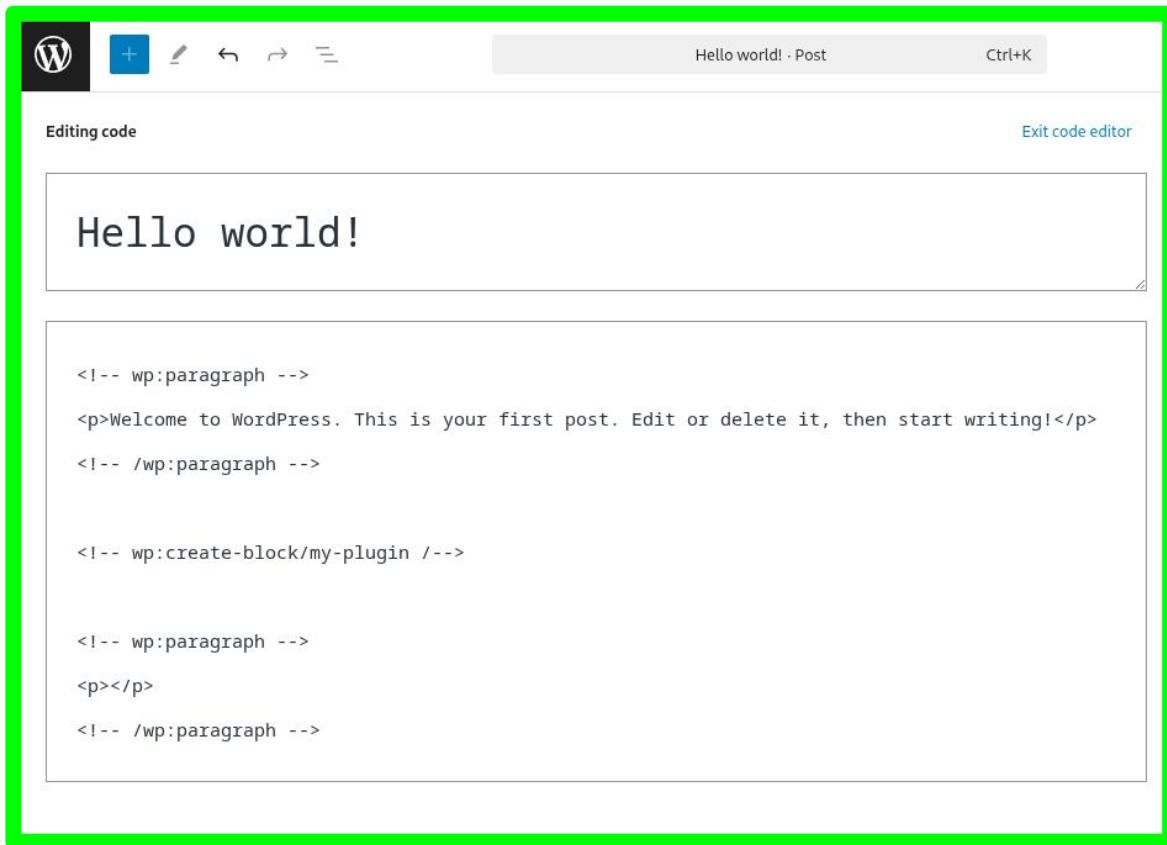 Hello world! · Post Ctrl+K
Editing code Exit code editor
Hello world!
<!-- wp:paragraph -->
<p>Welcome to WordPress. This is your first post. Edit or delete it, then start writing!</p>
<!-- /wp:paragraph -->
<!-- wp:create-block/my-plugin /-->
<!-- wp:paragraph -->
<p></p>
<!-- /wp:paragraph -->